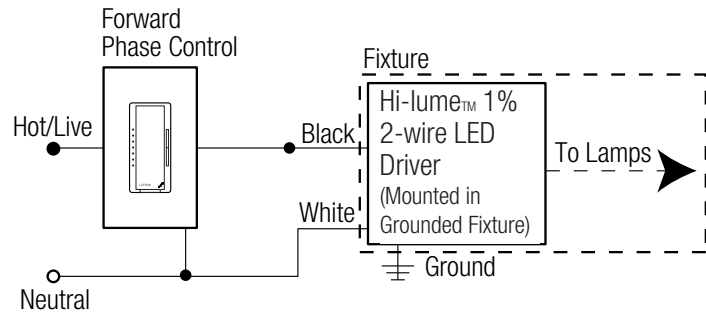 Forward
Phase Control
Fixture
Hot/Live
Black
Hi-lume™ 1%
2-wire LED
Driver
(Mounted in
Grounded Fixture)
To Lamps
White
Ground
Neutral
LUTRON